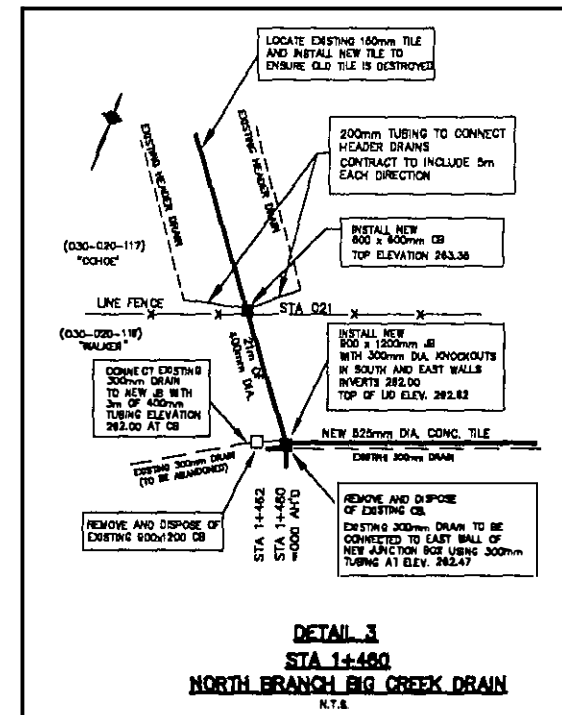 LOCATE EXISTING 150mm TILE
AND INSTALL NEW TILE TO
ENSURE OLD TILE IS DESTROYED
EXISTING HEADER DRAIN
EXISTING HEADER DRAIN
200mm TUBING TO CONNECT
HEADER DRAINS
CONTRACT TO INCLUDE 5m
EACH DIRECTION
INSTALL NEW
600 x 600mm CB
TOP ELEVATION 263.36
(030-020-117)
LINE FENCE
STA 021
(030-020-118)
"WALKER"
21m OF
400mm DIA.
INSTALL NEW
900 x 1200mm JB
WITH 300mm DIA. KNOCKOUTS
IN SOUTH AND EAST WALLS
INVERTS 262.00
TOP OF LID ELEV. 262.82
CONNECT EXISTING
300mm DRAIN
TO NEW JB WITH
3m OF 400mm
TUBING ELEVATION
262.00 AT CB
NEW 525mm DIA. CONC. TILE
EXISTING 300mm DRAIN
EXISTING 300mm DRAIN
(TO BE ABANDONED)
REMOVE AND DISPOSE OF
EXISTING 900x1200 CB
STA 1+462
STA 1+460
=000 AH'D
REMOVE AND DISPOSE
OF EXISTING CB.
EXISTING 300mm DRAIN TO BE
CONNECTED TO EAST WALL OF
NEW JUNCTION BOX USING 300mm
TUBING AT ELEV. 262.47
DETAIL 3
STA 1+460
NORTH BRANCH BIG CREEK DRAIN
N.T.S.